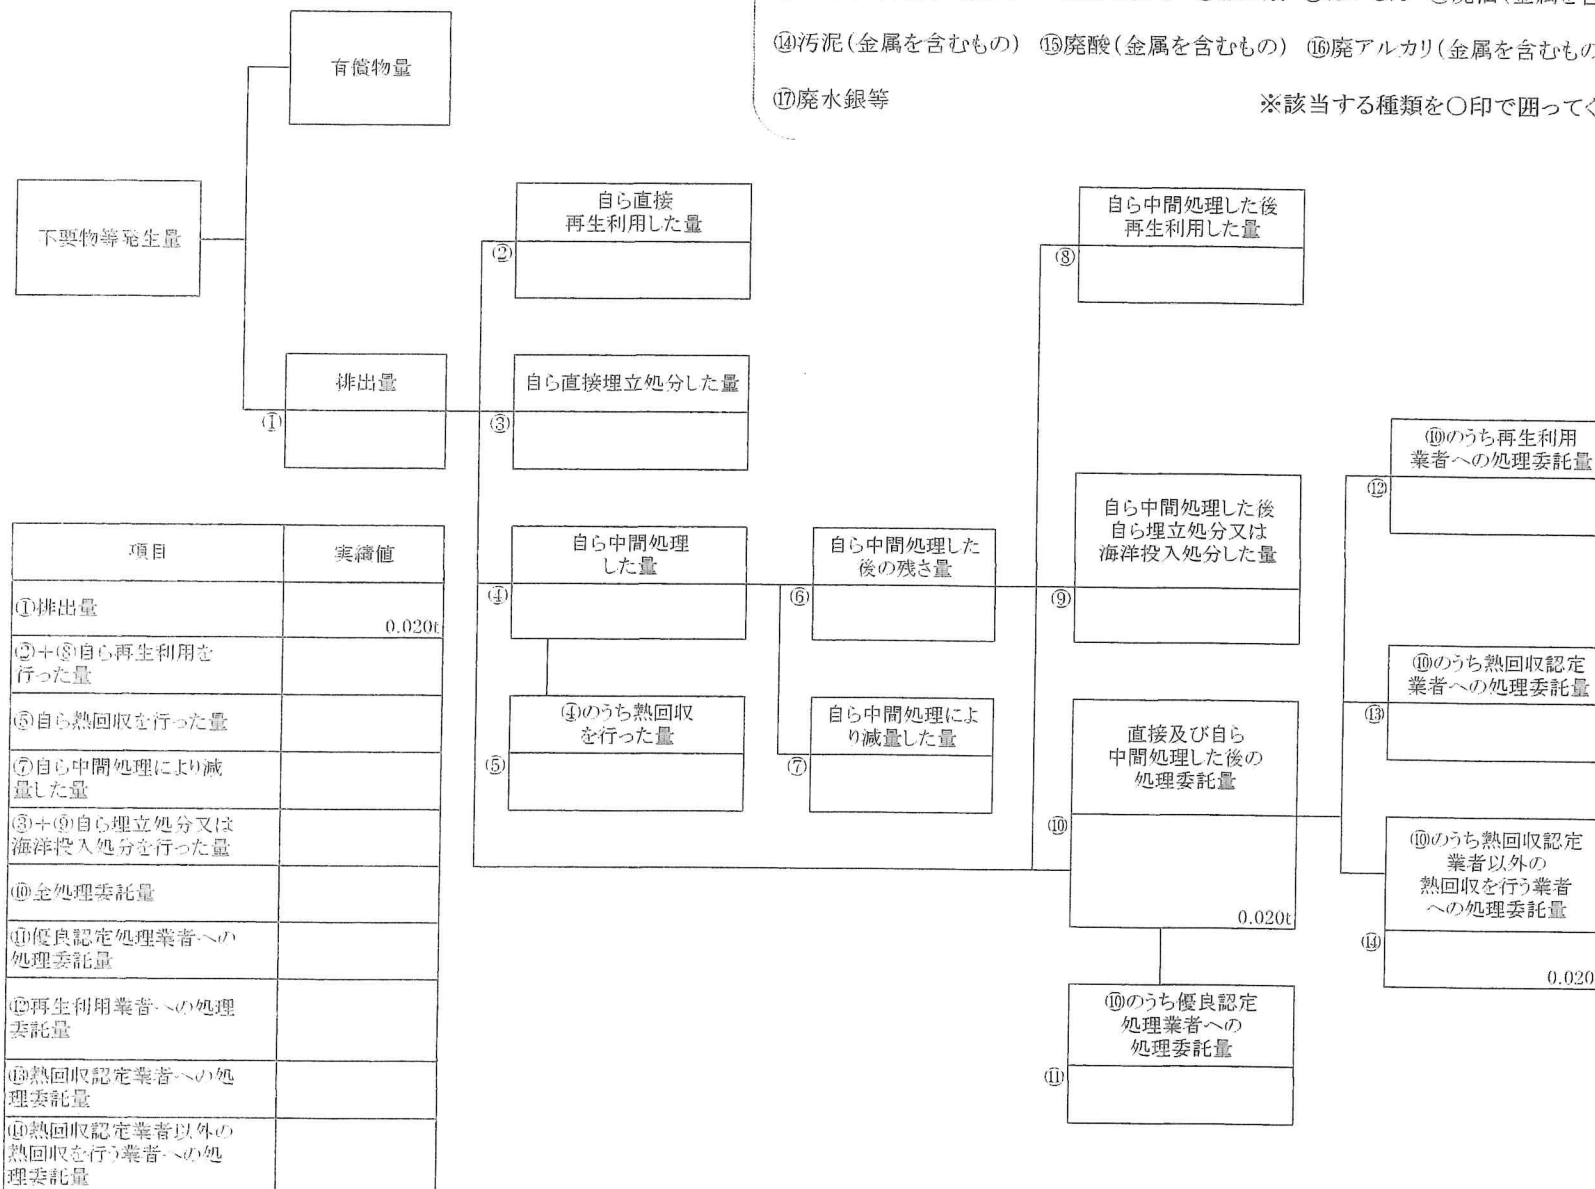 ⑭汚泥(金属を含むもの) ⑮廃酸(金属を含むもの) ⑯廃アルカリ(金属を含むもの
⑰廃水銀等
※該当する種類を○印で囲って
有償物量
不要物等発生量
排出量
①
自ら直接
再生利用した量
②
自ら直接埋立処分した量
③
自ら中間処理
した量
④
④のうち熱回収
を行った量
⑤
自ら中間処理した
後の残さ量
⑥
自ら中間処理によ
り減量した量
⑦
自ら中間処理した後
再生利用した量
⑧
自ら中間処理した後
自ら埋立処分又は
海洋投入処分した量
⑨
直接及び自ら
中間処理した後の
処理委託量
⑩
0.020t
⑩のうち優良認定
処理業者への
処理委託量
⑪
⑩のうち再生利用
業者への処理委託量
⑫
⑩のうち熱回収認定
業者への処理委託量
⑬
⑩のうち熱回収認定
業者以外の
熱回収を行う業者
への処理委託量
⑭
0.020
項目 実績値
①排出量
0.020t
②+⑧自ら再生利用を
行った量
⑤自ら熱回収を行った量
⑦自ら中間処理により減
量した量
③+⑨自ら埋立処分又は
海洋投入処分を行った量
⑩全処理委託量
⑪優良認定処理業者への
処理委託量
⑫再生利用業者への処理
委託量
⑬熱回収認定業者への処
理委託量
⑭熱回収認定業者以外の
熱回収を行う業者への処
理委託量